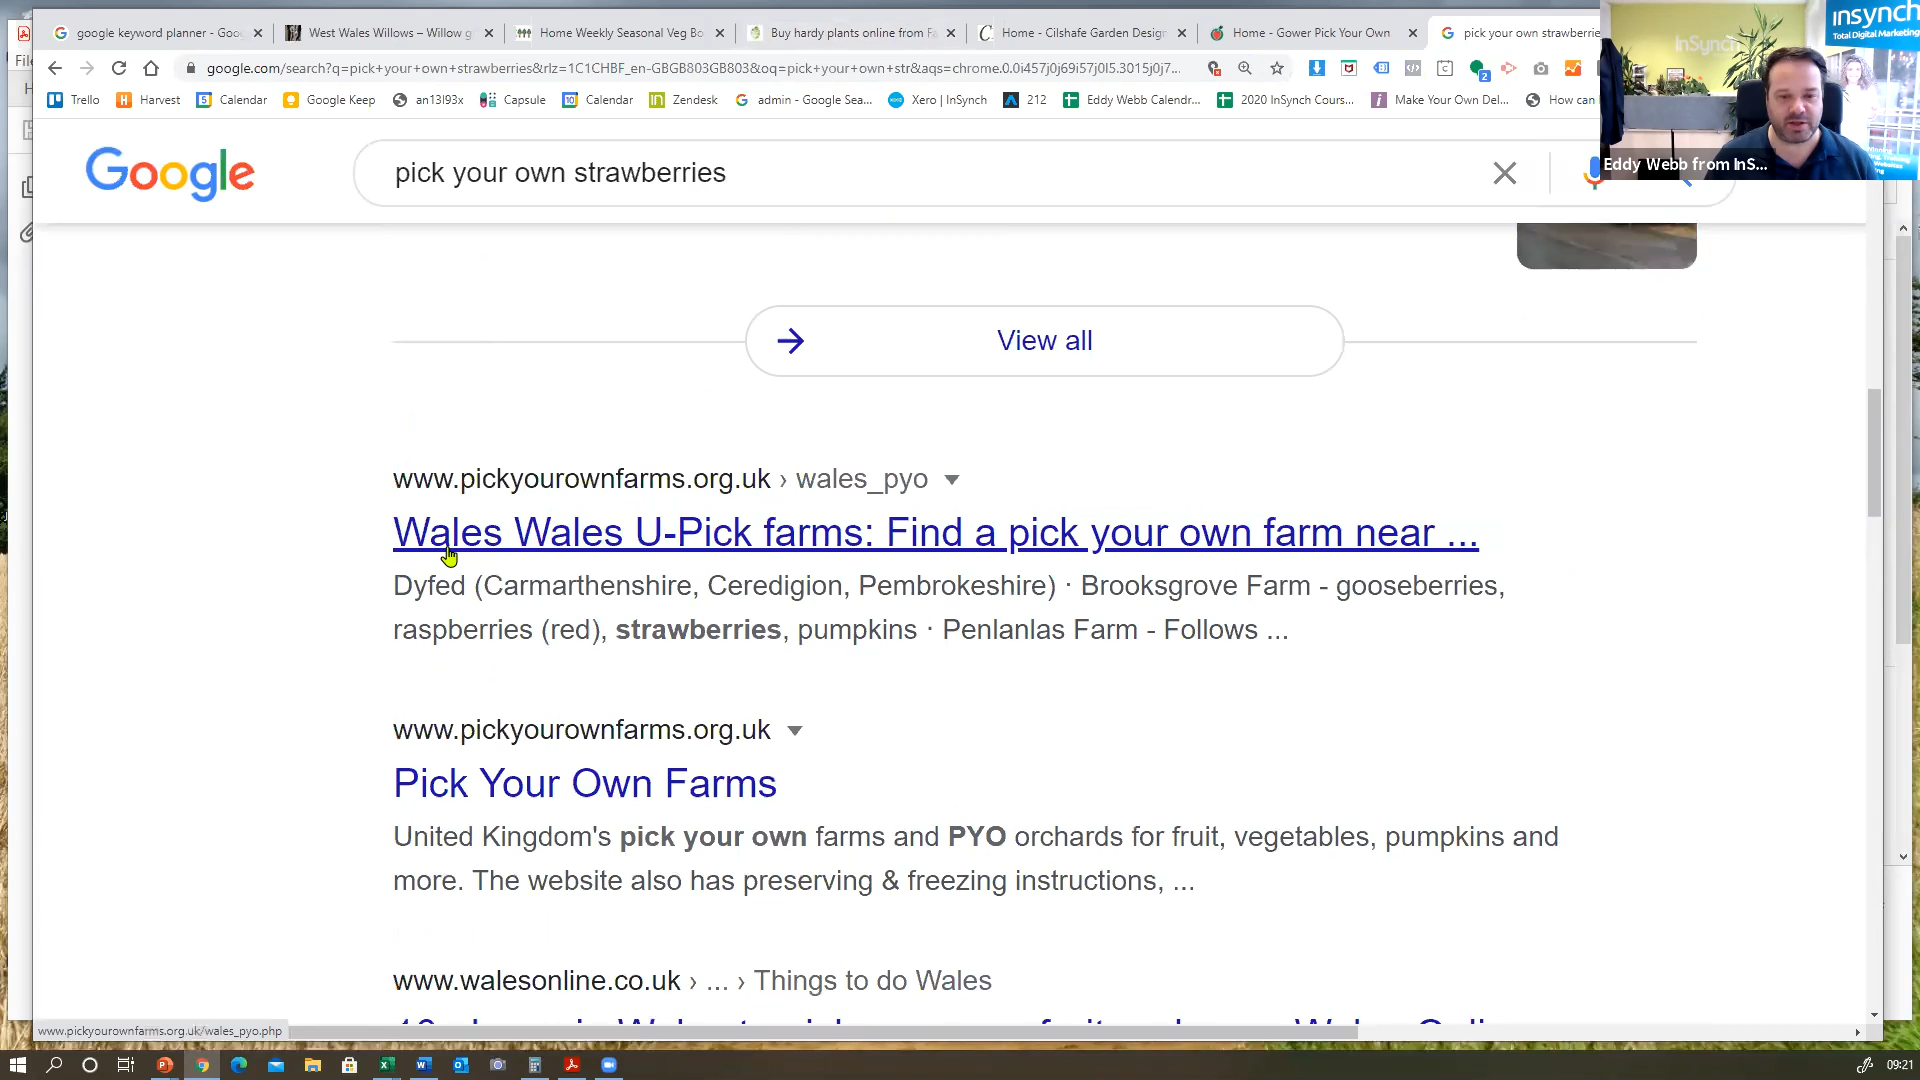 google keyword planner - Goo
West Wales Willows – Willow g
Home Weekly Seasonal Veg Bo
Buy hardy plants online from Fa
Home - Cilshafe Garden Design
Home - Gower Pick Your Own
pick your own strawberrie
insynch
Total Digital Marketing
google.com/search?q=pick+your+own+strawberries&rlz=1C1CHBF_en-GBGB803GB803&oq=pick+your+own+str&aqs=chrome.0.0i457j0j69i57j0l5.3015j0j7...
Trello
Harvest
Calendar
Google Keep
an13l93x
Capsule
Calendar
Zendesk
admin - Google Sea...
Xero | InSynch
212
Eddy Webb Calendr...
2020 InSynch Cours...
Make Your Own Del...
How can
Google
pick your own strawberries
Eddy Webb from InS...
View all
www.pickyourownfarms.org.uk › wales_pyo
Wales Wales U-Pick farms: Find a pick your own farm near ...
Dyfed (Carmarthenshire, Ceredigion, Pembrokeshire) · Brooksgrove Farm - gooseberries,
raspberries (red), strawberries, pumpkins · Penlanlas Farm - Follows ...
www.pickyourownfarms.org.uk
Pick Your Own Farms
United Kingdom's pick your own farms and PYO orchards for fruit, vegetables, pumpkins and
more. The website also has preserving & freezing instructions, ...
www.walesonline.co.uk › ... › Things to do Wales
www.pickyourownfarms.org.uk/wales_pyo.php
09:21